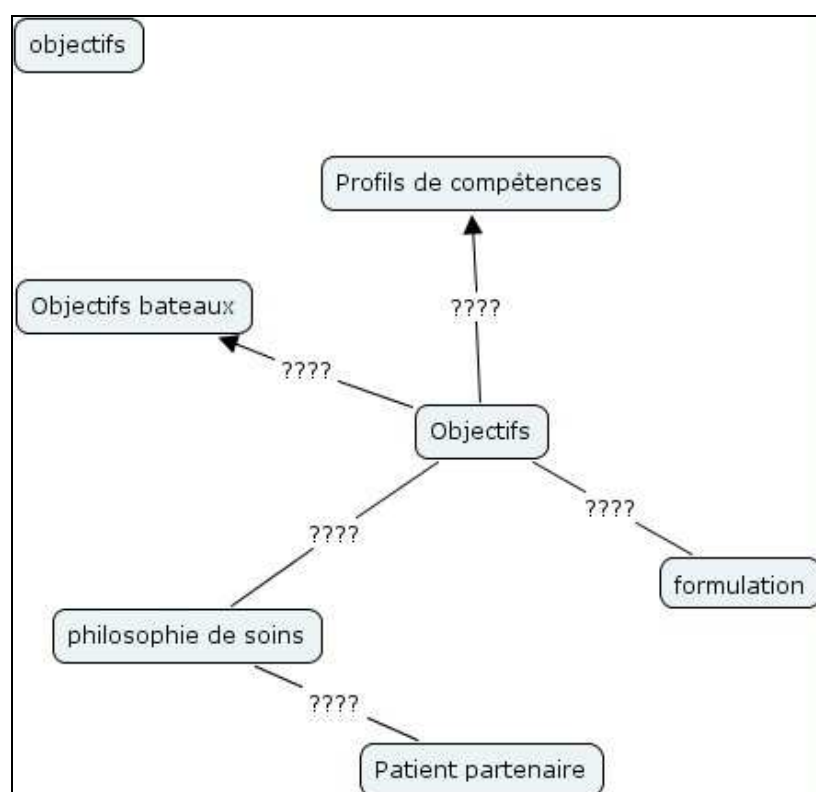 objectifs
Profils de compétences
Objectifs bateaux
????
????
Objectifs
????
????
formulation
philosophie de soins
????
Patient partenaire